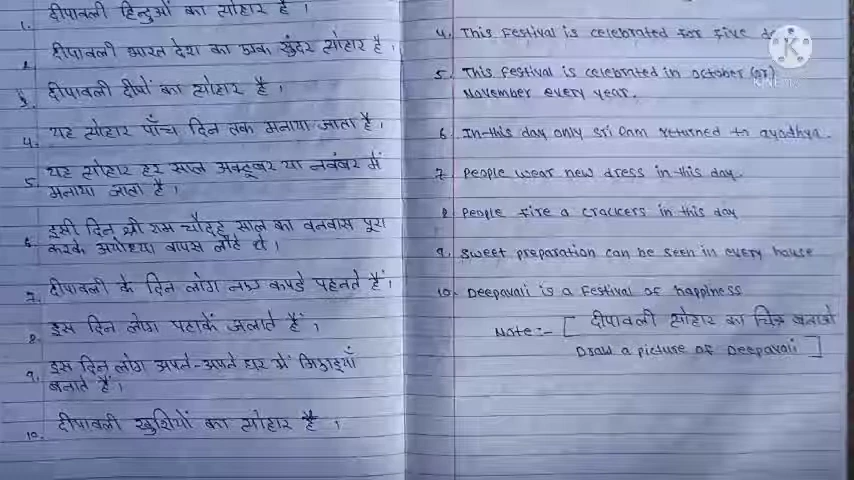 1. दीपावली हिन्दुओं का त्योहार है ।
2. दीपावली भारत देश का एक सुंदर त्योहार है ।
3. दीपावली दीपों का त्योहार है ।
4. यह त्योहार पाँच दिन तक मनाया जाता है ।
5. यह त्योहार हर साल अक्टूबर या नवंबर में
मनाया जाता है ।
6. इसी दिन श्री राम चौदह साल का वनवास पूरा
करके अयोध्या वापस लौटे थे ।
7. दीपावली के दिन लोग नए कपडे पहनते हैं ।
8. इस दिन लोग पटाकें जलाते हैं ।
9. इस दिन लोग अपने-अपने घर में मिठाइयाँ
बनाते हैं ।
10. दीपावली खुशियों का त्योहार है ।
4. This festival is celebrated for five
5. This festival is celebrated in october (or)
November every year.
6. In-this day only Sri Ram returned to ayodhya.
7. People wear new dress in this day.
8. People fire a crackers in this day
9. Sweet preparation can be seen in every house
10. Deepavali is a festival of happiness
Note:- [ दीपावली त्योहार का चित्र बनाओ
Draw a picture of Deepavali ]
K